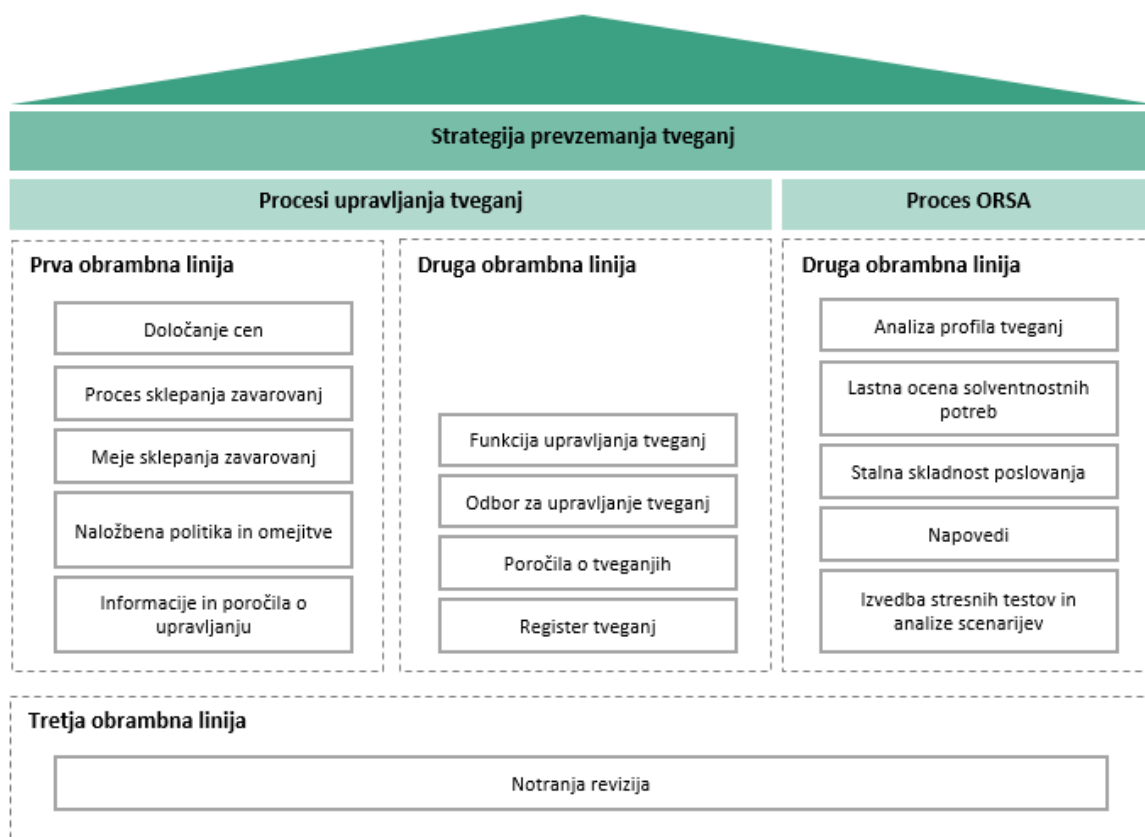 Strategija prevzemanja tveganj
Procesi upravljanja tveganj
Proces ORSA
Prva obrambna linija
Določanje cen
Proces sklepanja zavarovanj
Meje sklepanja zavarovanj
Naložbena politika in omejitve
Informacije in poročila o
upravljanju
Druga obrambna linija
Funkcija upravljanja tveganj
Odbor za upravljanje tveganj
Poročila o tveganjih
Register tveganj
Druga obrambna linija
Analiza profila tveganj
Lastna ocena solventnostnih
potreb
Stalna skladnost poslovanja
Napovedi
Izvedba stresnih testov in
analize scenarijev
Tretja obrambna linija
Notranja revizija